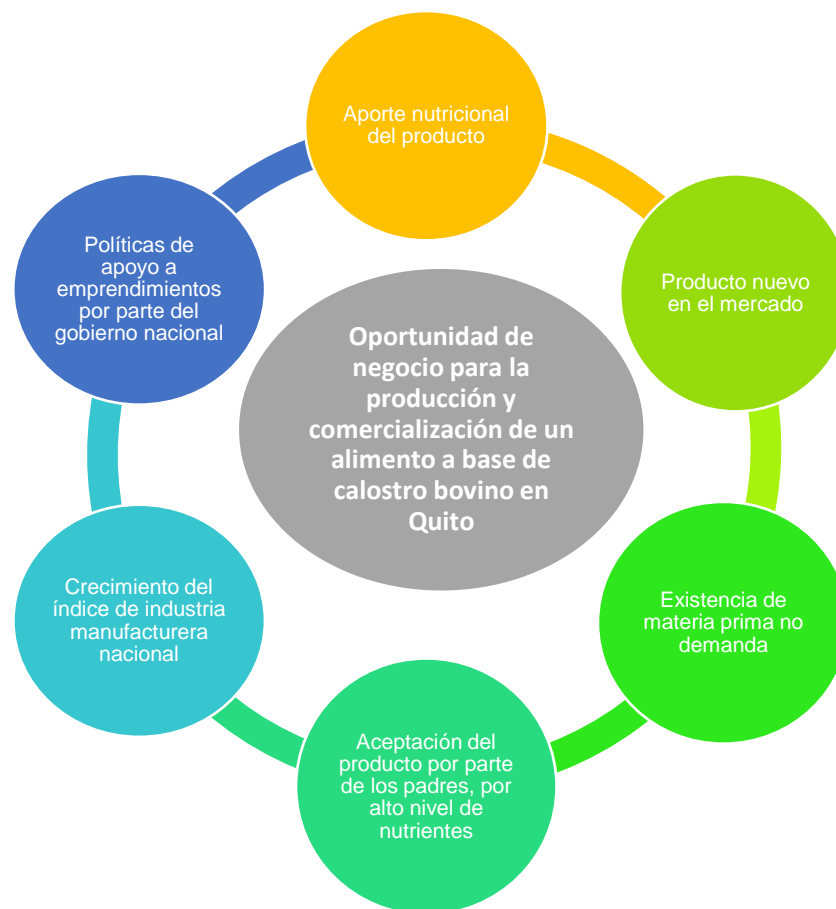 Aporte nutricional
del producto
Producto nuevo
en el mercado
Existencia de
materia prima no
demanda
Aceptación del
producto por parte
de los padres, por
alto nivel de
nutrientes
Crecimiento del
índice de industria
manufacturera
nacional
Políticas de
apoyo a
emprendimientos
por parte del
gobierno nacional
Oportunidad de
negocio para la
producción y
comercialización de un
alimento a base de
calostro bovino en
Quito